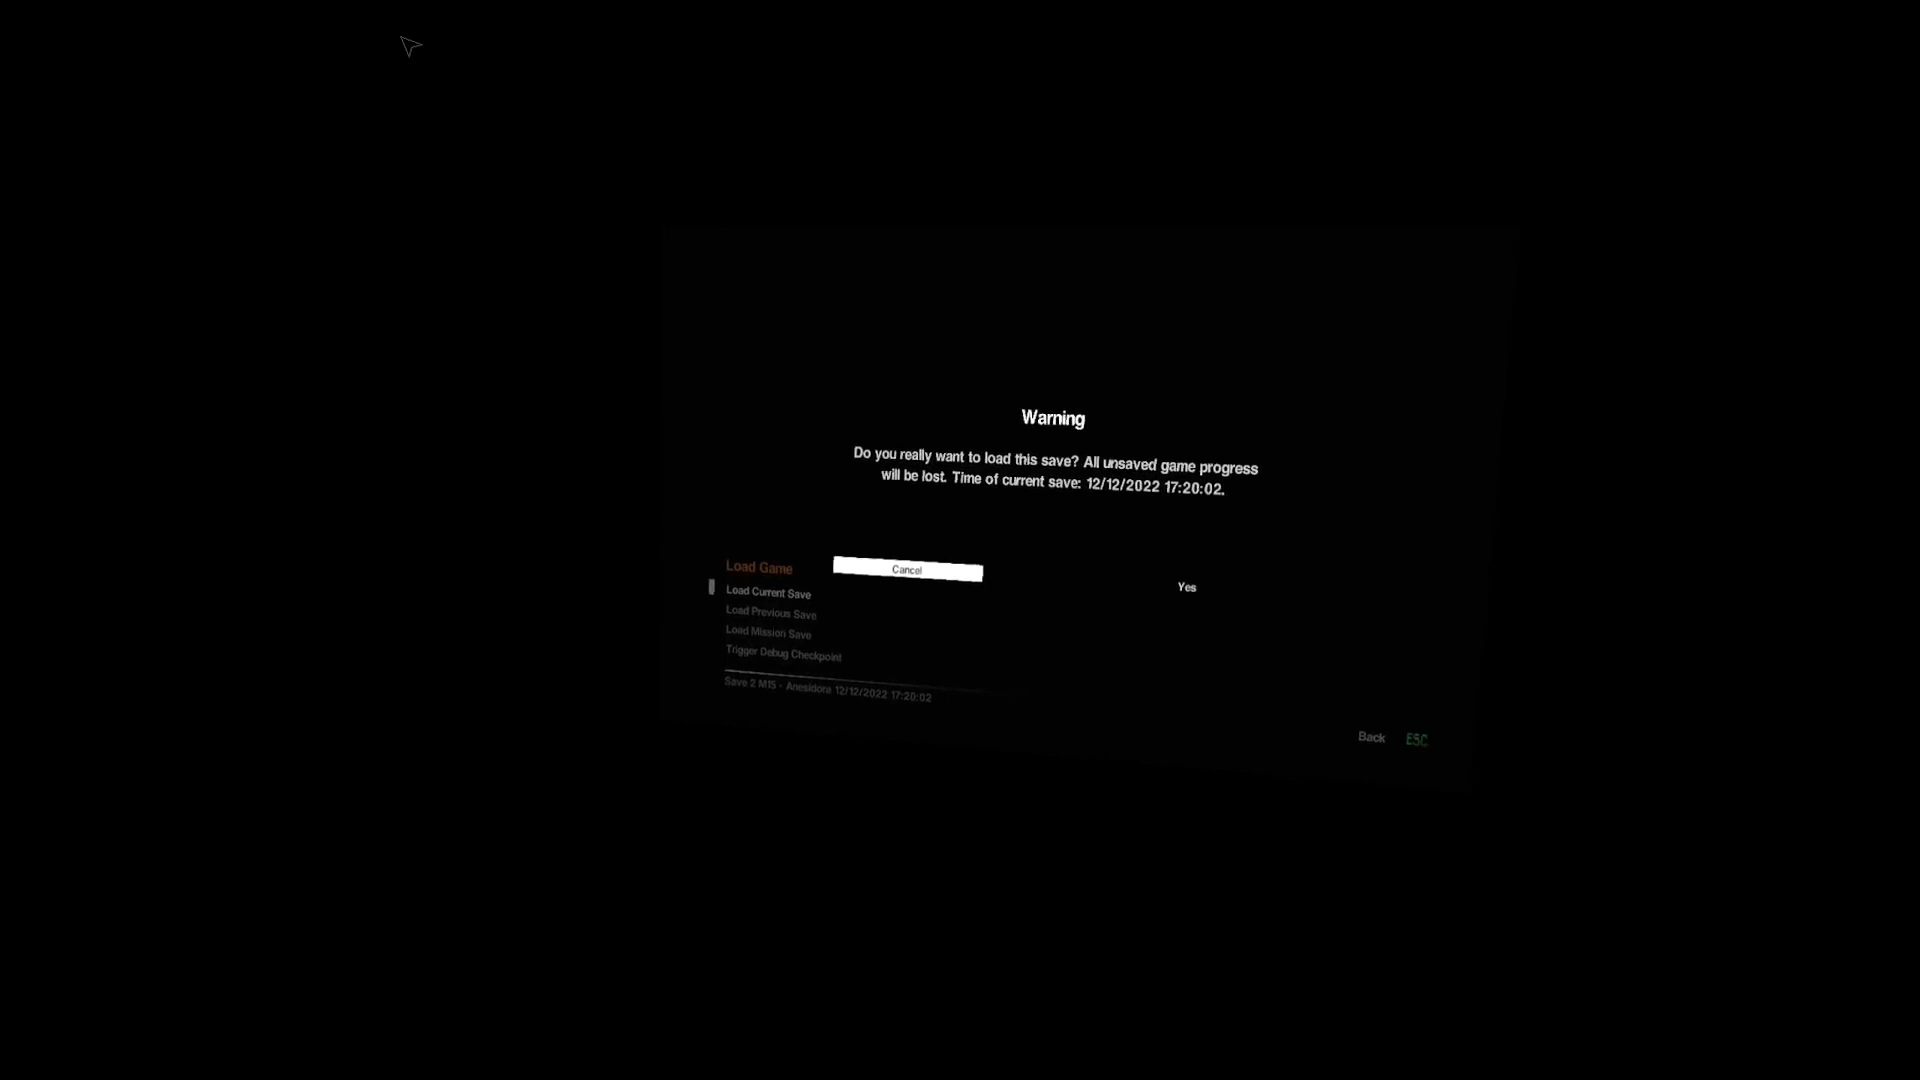 Warning
Do you really want to load this save? All unsaved game progress
will be lost. Time of current save: 12/12/2022 17:20:02.
Load Game
Cancel
Yes
Load Current Save
Load Previous Save
Load Mission Save
Trigger Debug Checkpoint
Save 2 M15 - Anesidora 12/12/2022 17:20:02
Back ESC